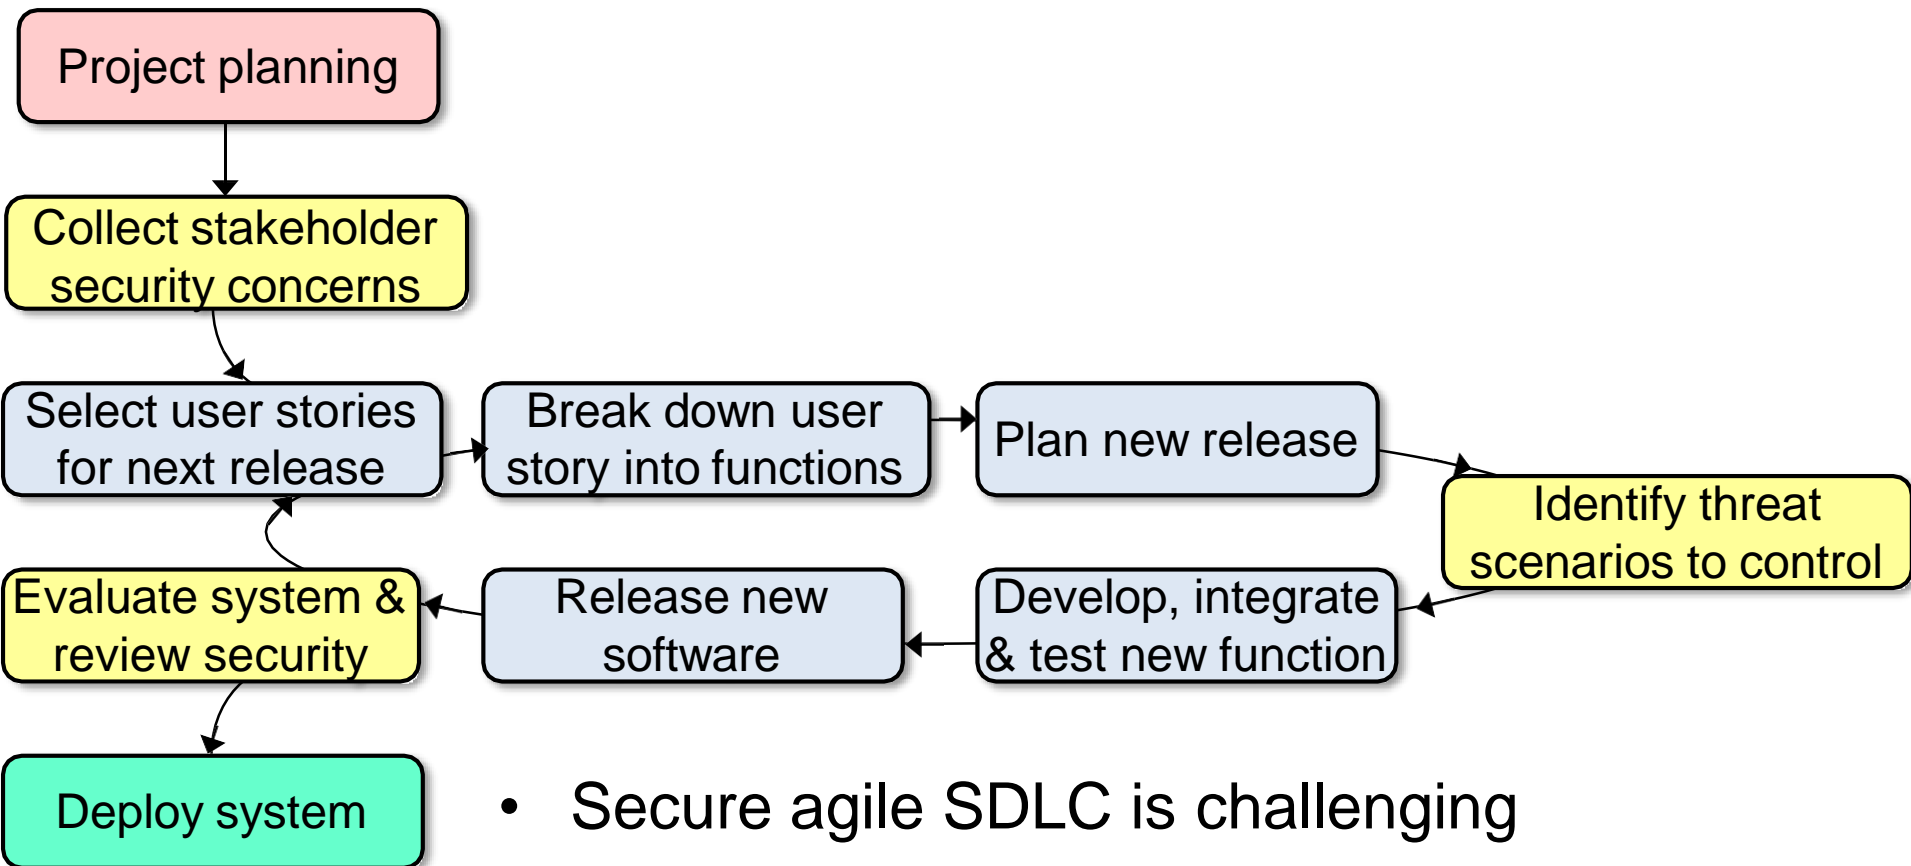 Project planning
Collect stakeholder
security concerns
Select user stories
for next release
Break down user
story into functions
Plan new release
Identify threat
scenarios to control
Develop, integrate
& test new function
Release new
software
Evaluate system &
review security
Deploy system
• Secure agile SDLC is challenging